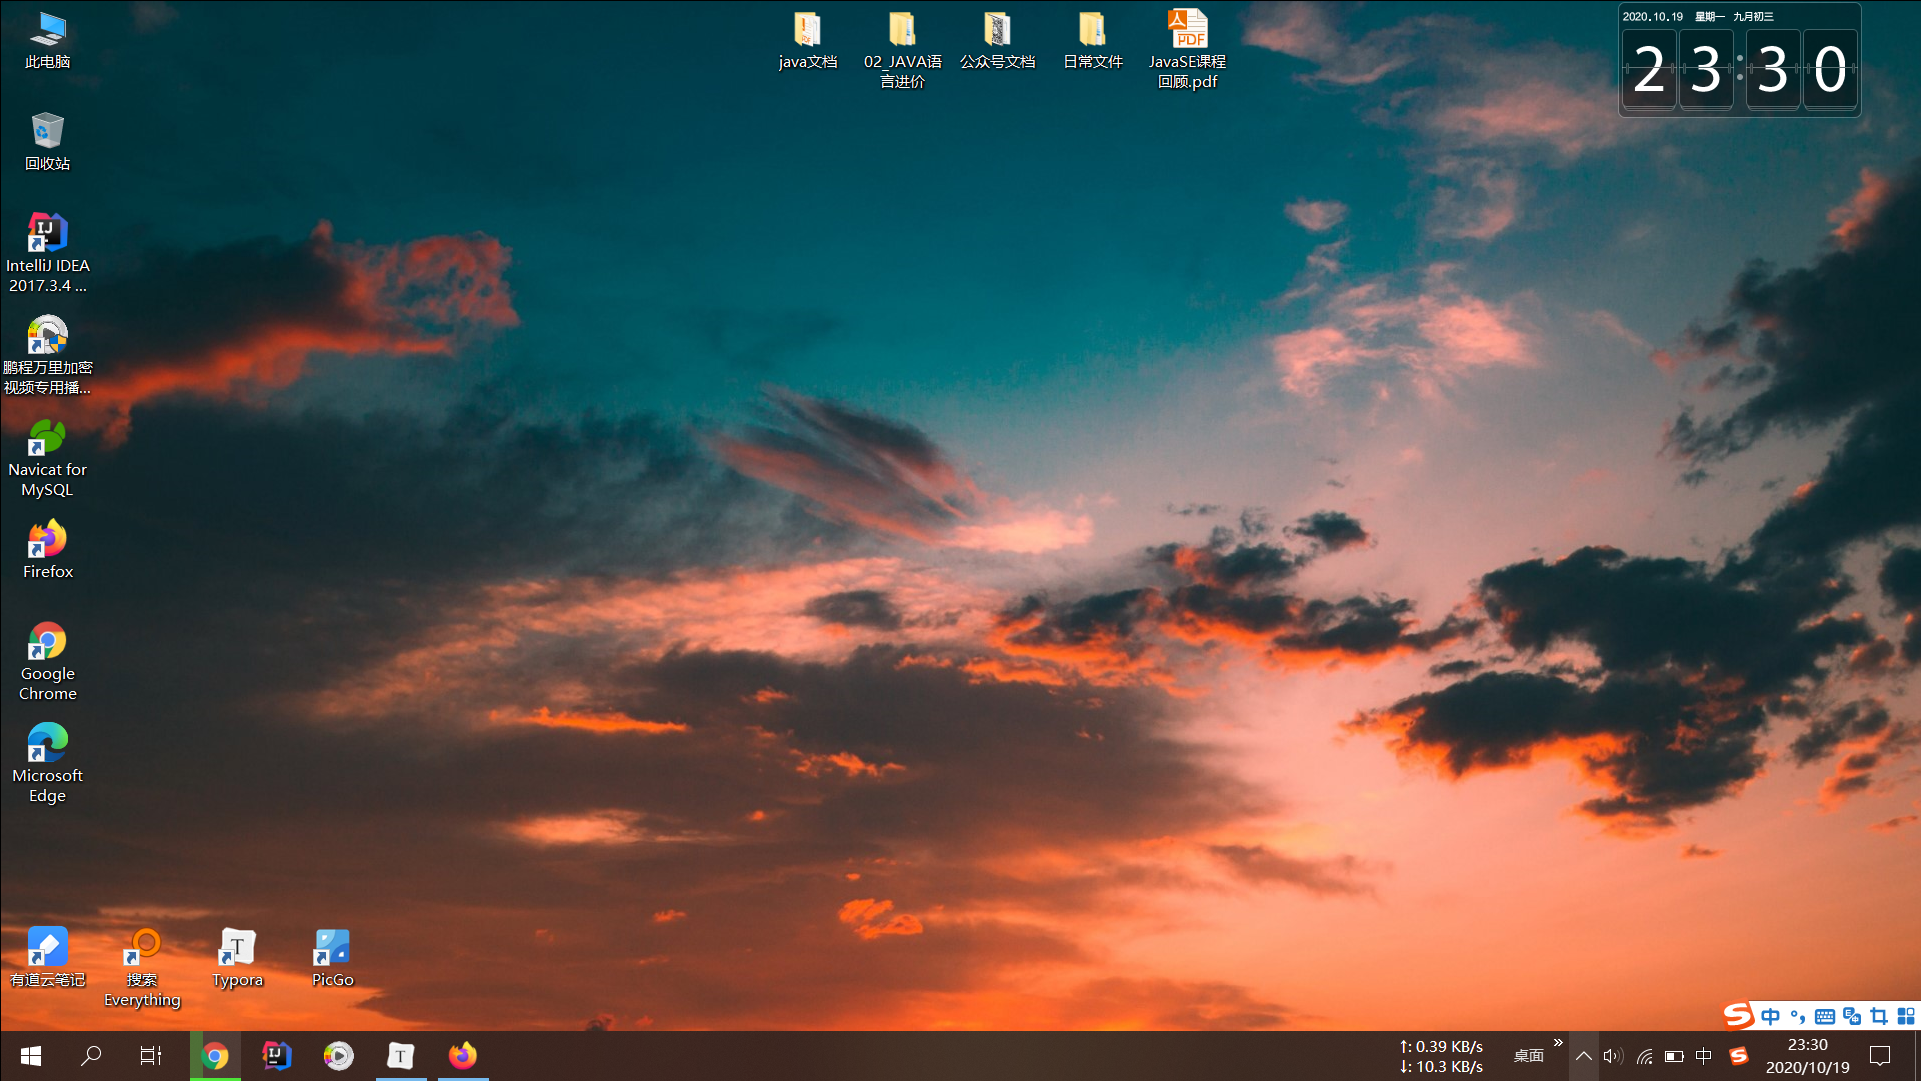 此电脑
回收站
IJ
IntelliJ IDEA
2017.3.4 ...
鹏程万里加密
视频专用播...
Navicat for
MySQL
Firefox
Google
Chrome
Microsoft
Edge
有道云笔记
搜索
Everything
T
Typora
PicGo
java文档
02_JAVA语
言进价
公众号文档
日常文件
PDF
JavaSE课程
回顾.pdf
2020.10.19 星期一 九月初三
23:30
S 中
IJ
T
↑: 0.39 KB/s
↓: 10.3 KB/s
桌面
中
S
23:30
2020/10/19